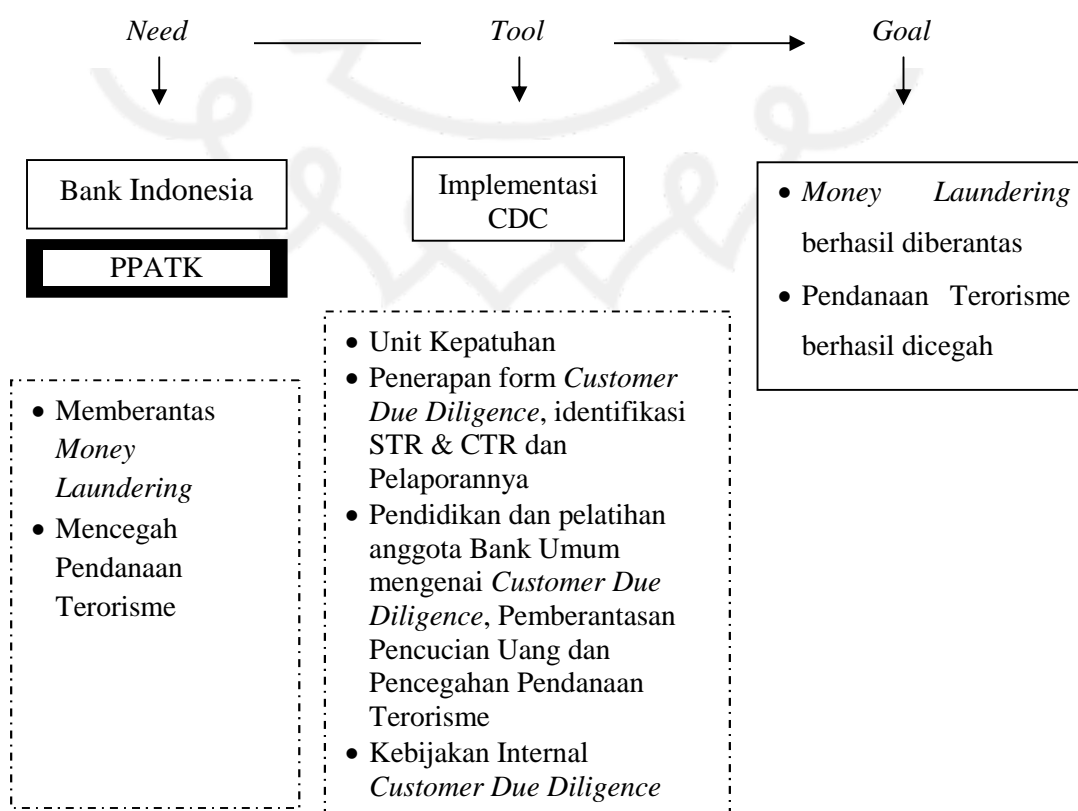 Need
Tool
Goal
Bank Indonesia
PPATK
• Memberantas
Money
Laundering
• Mencegah
Pendanaan
Terorisme
Implementasi
CDC
• Unit Kepatuhan
• Penerapan form Customer
Due Diligence, identifikasi
STR & CTR dan
Pelaporannya
• Pendidikan dan pelatihan
anggota Bank Umum
mengenai Customer Due
Diligence, Pemberantasan
Pencucian Uang dan
Pencegahan Pendanaan
Terorisme
• Kebijakan Internal
Customer Due Diligence
• Money Laundering
berhasil diberantas
• Pendanaan Terorisme
berhasil dicegah